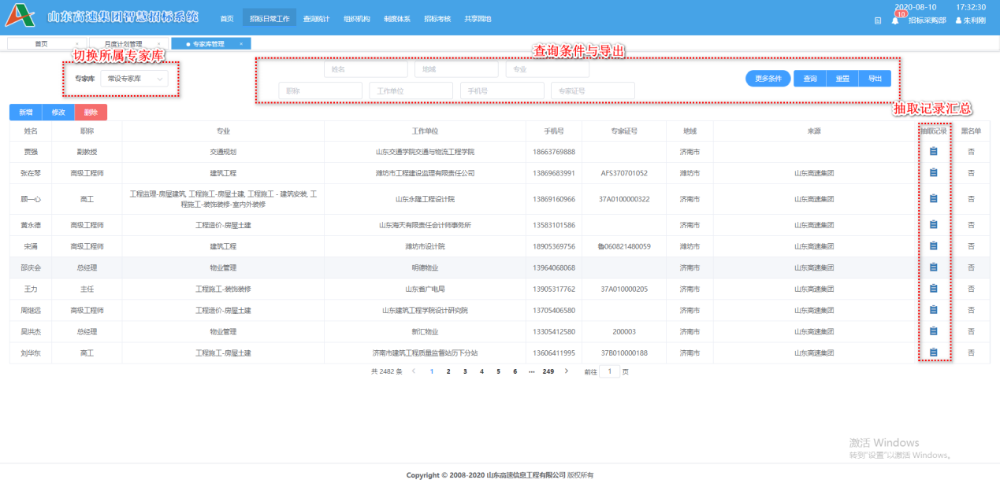 山东高速集团智慧招标系统 首页 招标日常工作 查询统计 组织机构 制度体系 招标考核 共享园地
2020-08-10 17:32:30
10 招标采购部 朱利刚
首页 × 月度计划管理 × 专家库管理 ×
切换所属专家库
查询条件与导出
专家库 常设专家库
姓名 地域 专业
职称 工作单位 手机号 专家证号
更多条件 查询 重置 导出
抽取记录汇总
新增 修改 删除
姓名 职称 专业 工作单位 手机号 专家证号 地域 来源 抽取记录 黑名单
贾强 副教授 交通规划 山东交通学院交通与物流工程学院 18663769888 济南市 否
张在琴 高级工程师 建筑工程 潍坊市工程建设监理有限责任公司 13869683991 AFS370701052 潍坊市 山东高速集团 否
顾一心 高工 工程监理-房屋建筑, 工程施工-房屋土建, 工程施工 - 建筑安装, 工程施工-装饰装修-室内外装修 山东永隆工程设计院 13869160966 37A0100000322 济南市 山东高速集团 否
黄永德 高级工程师 工程造价-房屋土建 山东海天有限责任会计师事务所 13583101586 济南市 山东高速集团 否
宋涌 高级工程师 建筑工程 潍坊市设计院 18905369756 鲁060821480059 潍坊市 山东高速集团 否
邵庆会 总经理 物业管理 明德物业 13964068068 济南市 山东高速集团 否
王力 主任 工程施工-装饰装修 山东省广电局 13905317762 37A010000205 济南市 山东高速集团 否
周继远 高级工程师 工程造价-房屋土建 山东建筑工程学院设计研究院 13705406580 济南市 山东高速集团 否
吴洪杰 总经理 物业管理 新汇物业 13305412580 200003 济南市 山东高速集团 否
刘华东 高工 工程施工-房屋土建 济南市建筑工程质量监督站历下分站 13606411995 37B010000188 济南市 山东高速集团 否
共 2482 条 < 1 2 3 4 5 6 ··· 249 > 前往 1 页
激活 Windows
转到"设置"以激活 Windows。
Copyright © 2008-2020 山东高速信息工程有限公司 版权所有